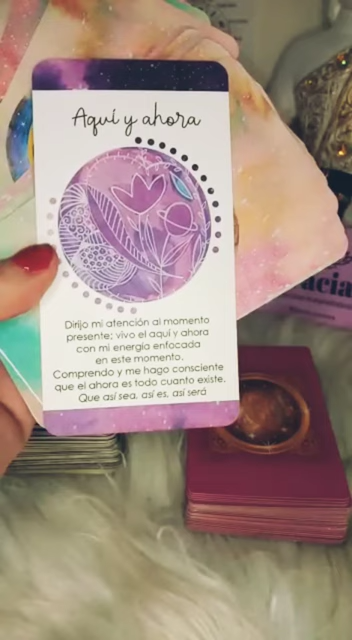 Aquí y ahora
Dirijo mi atención al momento
presente; vivo el aquí y ahora
con mi energía enfocada
en este momento.
Comprendo y me hago consciente
que el ahora es todo cuanto existe.
Que así sea, así es, así será